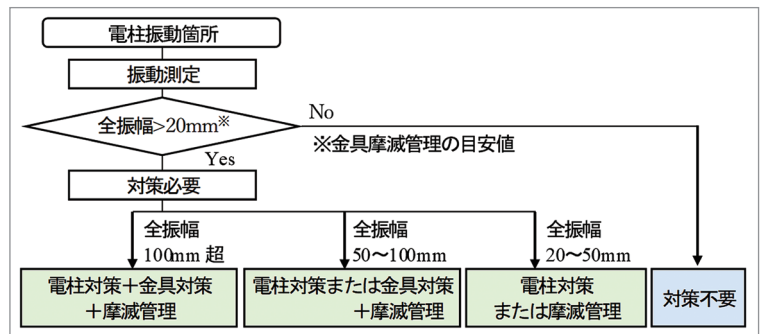 電柱振動箇所
振動測定
全振幅>20mm※
No
※金具摩滅管理の目安値
Yes
対策必要
全振幅
100mm 超
全振幅
50〜100mm
全振幅
20〜50mm
電柱対策＋金具対策
＋摩滅管理
電柱対策または金具対策
＋摩滅管理
電柱対策
または摩滅管理
対策不要